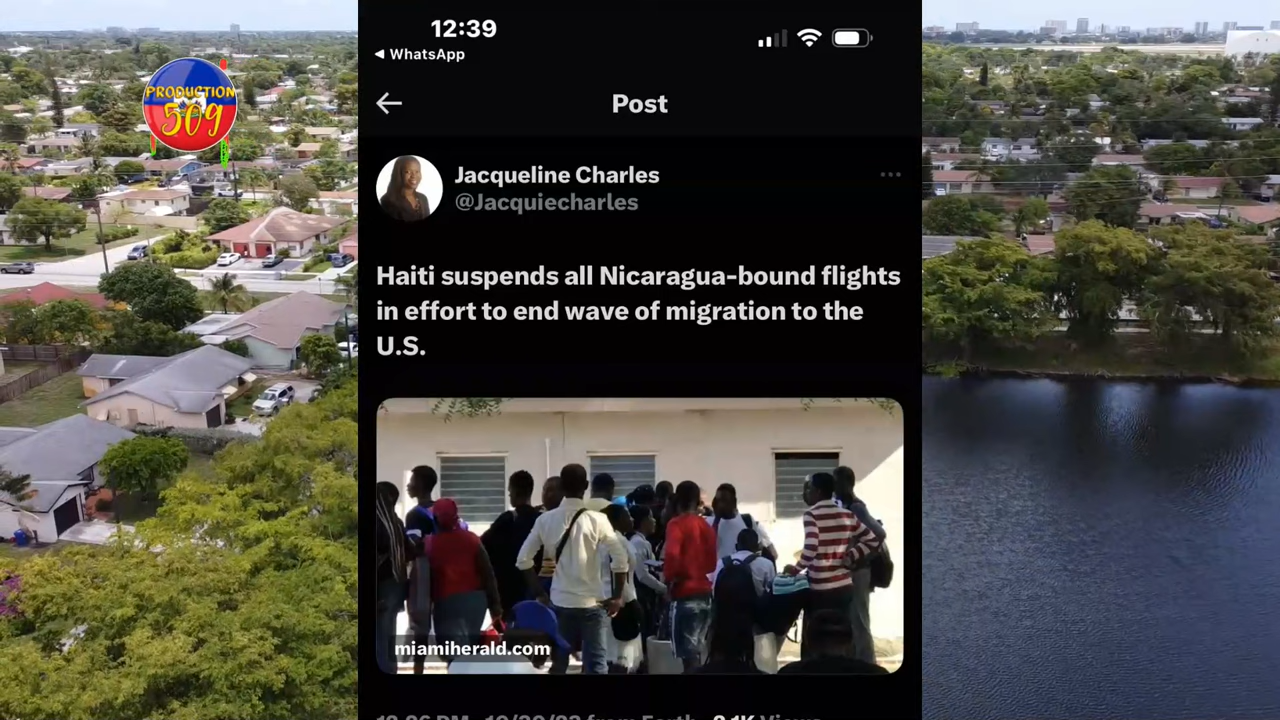 12:39
WhatsApp
Post
PRODUCTION
509
Jacqueline Charles
@Jacquiecharles
Haiti suspends all Nicaragua-bound flights
in effort to end wave of migration to the
U.S.
miamiherald.com